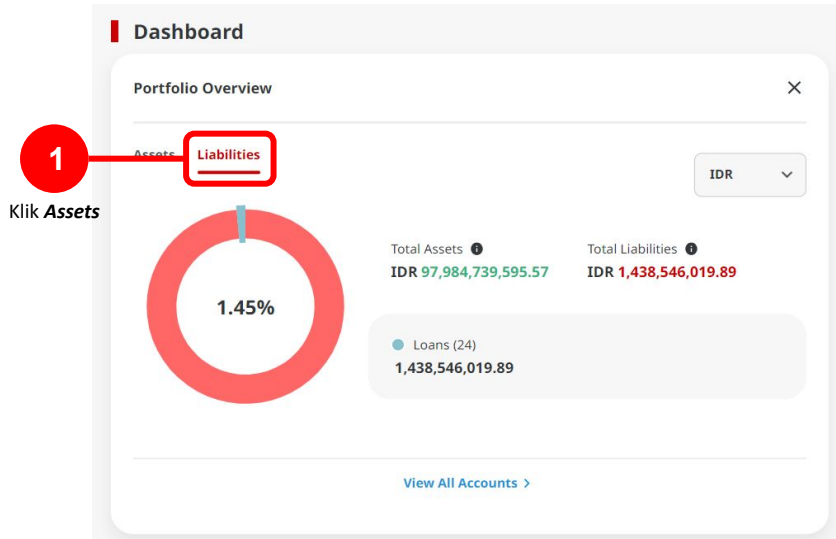 Dashboard
Portfolio Overview
Assets
Liabilities
1
IDR
Klik Assets
Total Assets
Total Liabilities
IDR 97,984,739,595.57
IDR 1,438,546,019.89
1.45%
Loans (24)
1,438,546,019.89
View All Accounts >